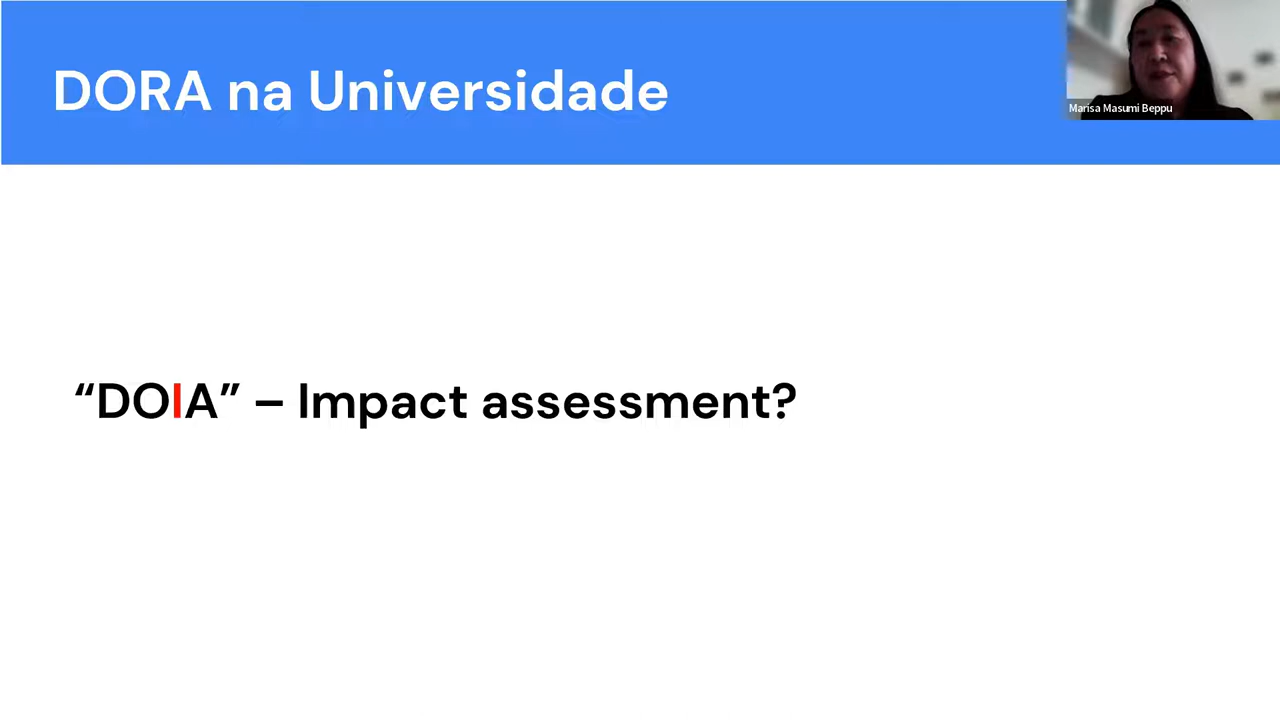 DORA na Universidade
Marisa Masumi Beppu
“DOIA” – Impact assessment?